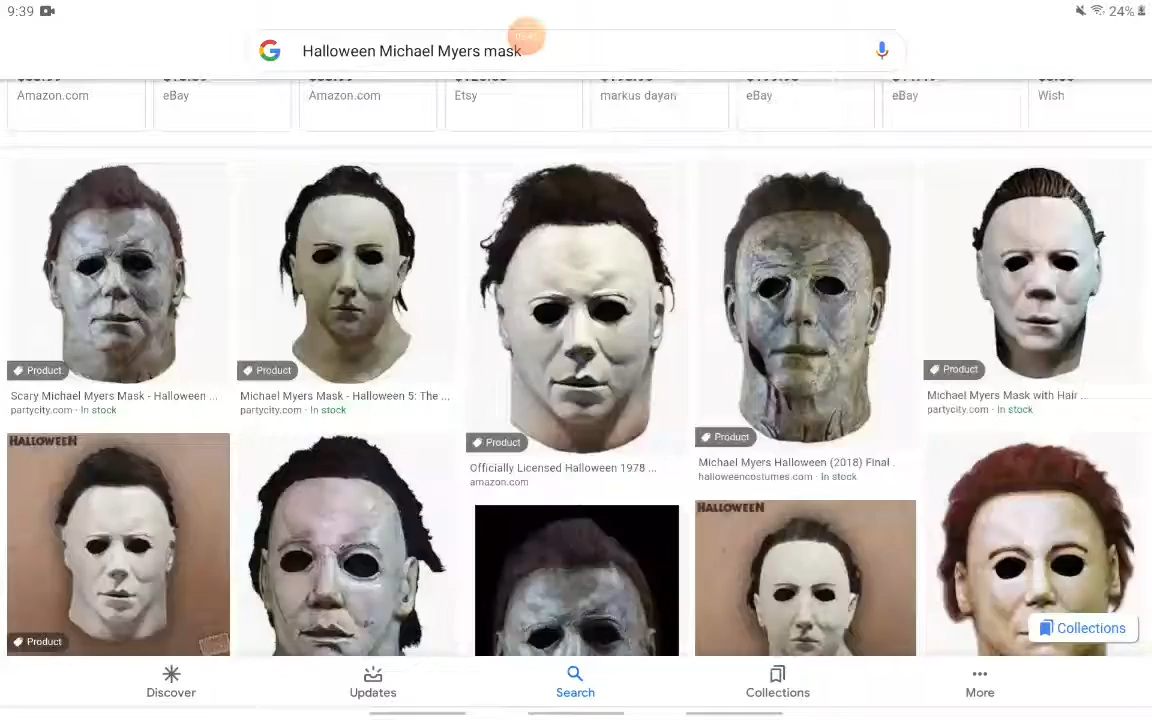 9:39
24%
Halloween Michael Myers mask
Amazon.com
eBay
Amazon.com
Etsy
markus dayan
eBay
eBay
Wish
Product
Scary Michael Myers Mask - Halloween ...
partycity.com · In stock
Product
Michael Myers Mask - Halloween 5: The ...
partycity.com · In stock
Product
Officially Licensed Halloween 1978 ...
amazon.com
Product
Michael Myers Halloween (2018) Final .
halloweencostumes.com · In stock
Product
Michael Myers Mask with Hair ...
partycity.com · In stock
HALLOWEEN
Product
HALLOWEEN
Collections
Discover
Updates
Search
Collections
More